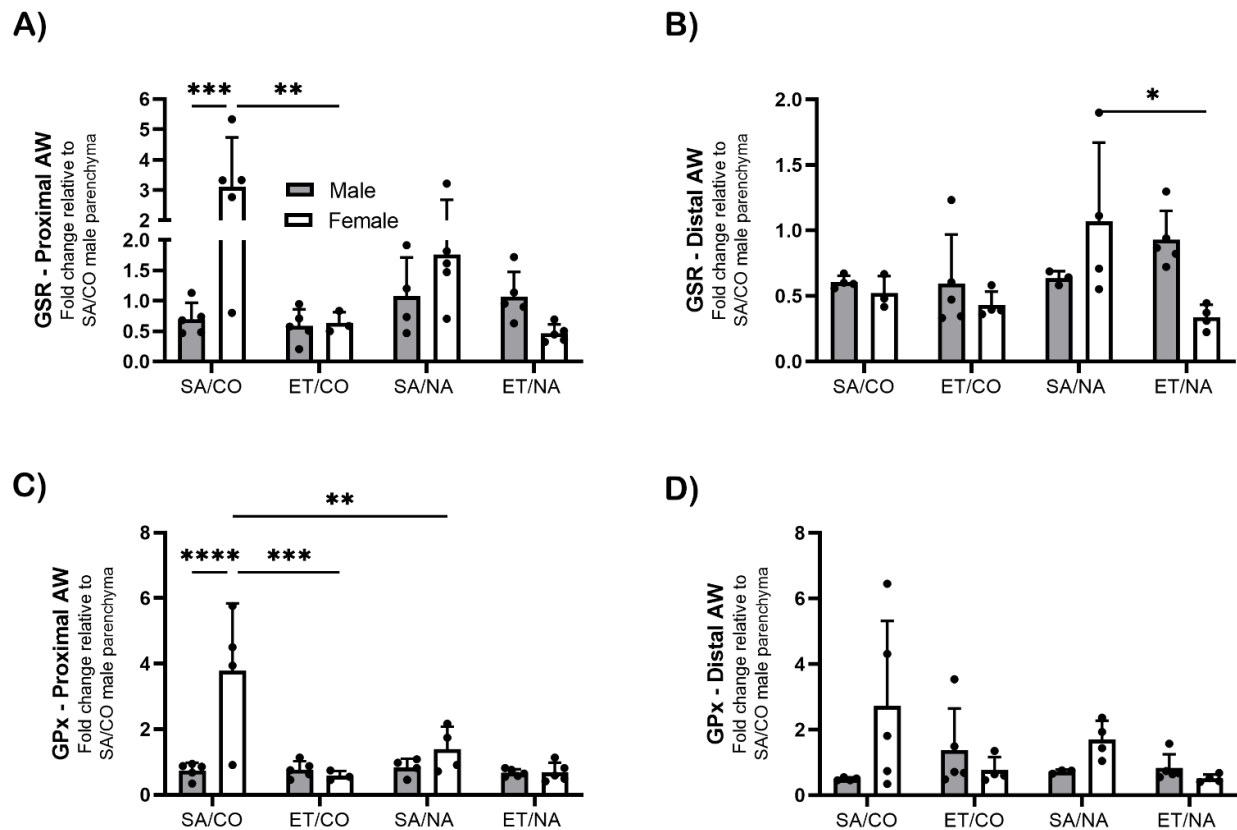 A)
GSR - Proximal AW
Fold change relative to
SA/CO male parenchyma
6
5
4
3
2
2.0
1.5
1.0
0.5
0.0
***
**
Male
Female
SA/CO
ET/CO
SA/NA
ET/NA
B)
GSR - Distal AW
Fold change relative to
SA/CO male parenchyma
2.0
1.5
1.0
0.5
0.0
*
SA/CO
ET/CO
SA/NA
ET/NA
C)
GPx - Proximal AW
Fold change relative to
SA/CO male parenchyma
8
6
4
2
0
**
****
***
SA/CO
ET/CO
SA/NA
ET/NA
D)
GPx - Distal AW
Fold change relative to
SA/CO male parenchyma
8
6
4
2
0
SA/CO
ET/CO
SA/NA
ET/NA